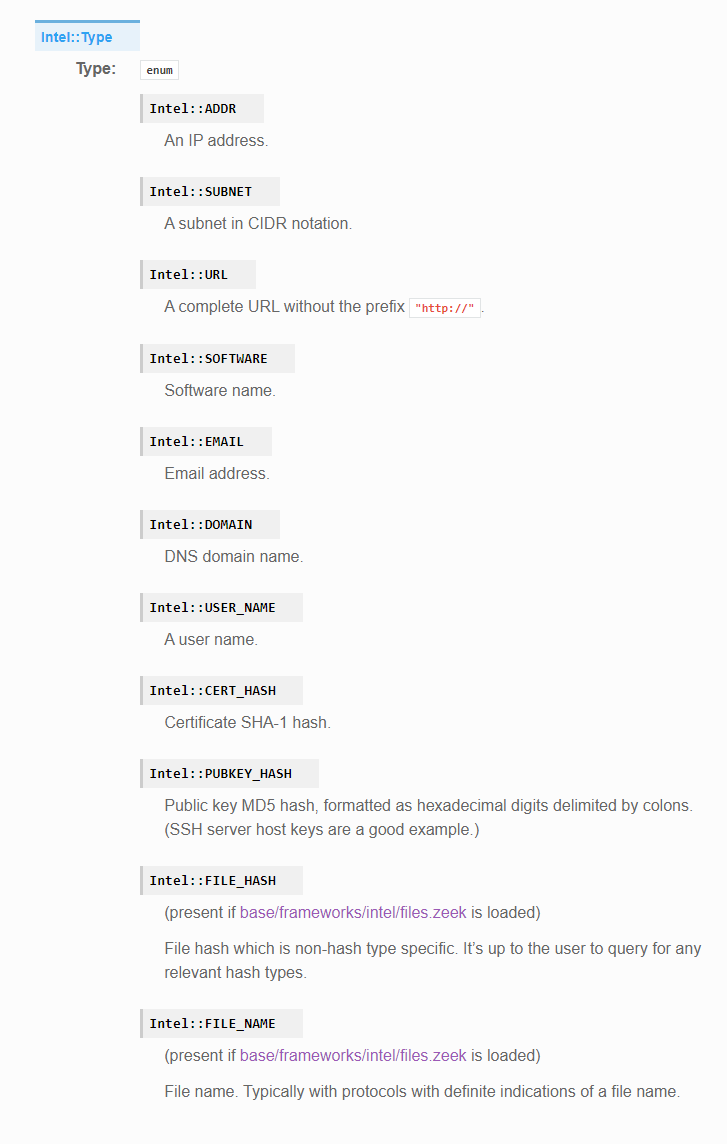 Intel::Type
Type: enum
Intel::ADDR
An IP address.
Intel::SUBNET
A subnet in CIDR notation.
Intel::URL
A complete URL without the prefix "http://".
Intel::SOFTWARE
Software name.
Intel::EMAIL
Email address.
Intel::DOMAIN
DNS domain name.
Intel::USER_NAME
A user name.
Intel::CERT_HASH
Certificate SHA-1 hash.
Intel::PUBKEY_HASH
Public key MD5 hash, formatted as hexadecimal digits delimited by colons.
(SSH server host keys are a good example.)
Intel::FILE_HASH
(present if base/frameworks/intel/files.zeek is loaded)
File hash which is non-hash type specific. It’s up to the user to query for any
relevant hash types.
Intel::FILE_NAME
(present if base/frameworks/intel/files.zeek is loaded)
File name. Typically with protocols with definite indications of a file name.